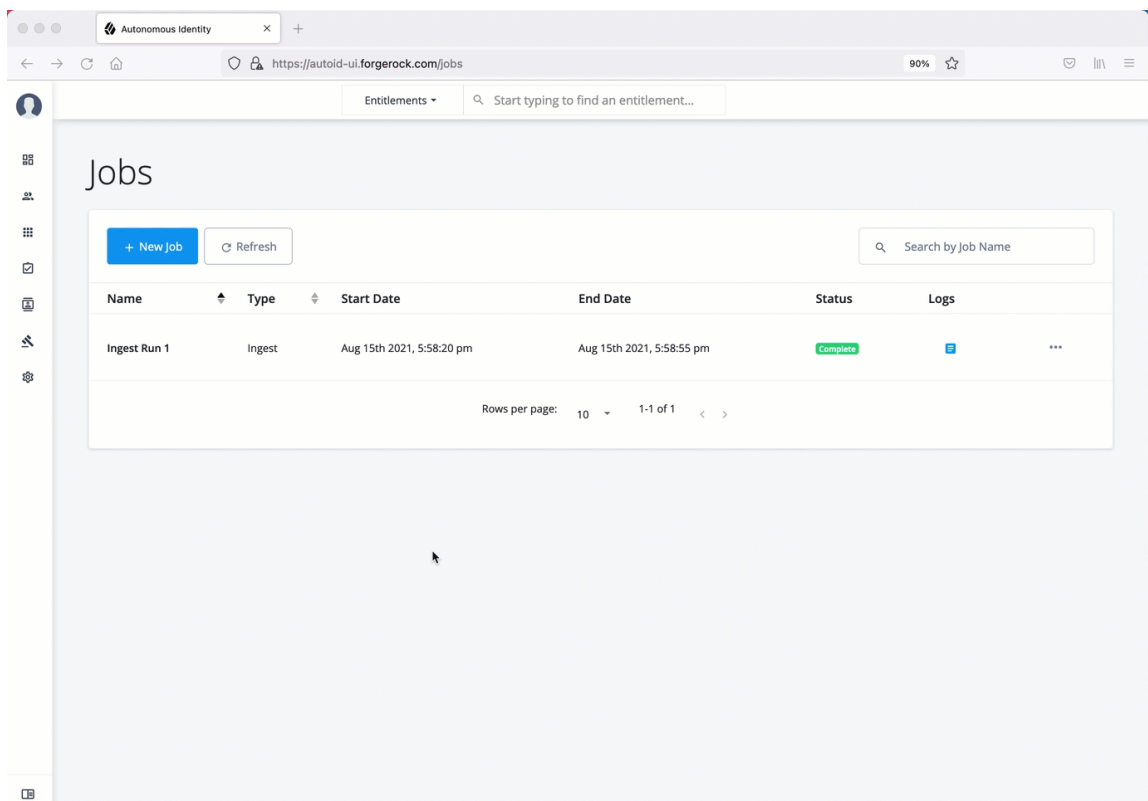 Autonomous Identity
https://autoid-ui.forgerock.com/jobs 90%
Entitlements Start typing to find an entitlement...
Jobs
+ New Job Refresh Search by Job Name
Name Type Start Date End Date Status Logs
Ingest Run 1 Ingest Aug 15th 2021, 5:58:20 pm Aug 15th 2021, 5:58:55 pm Complete
Rows per page: 10 1-1 of 1